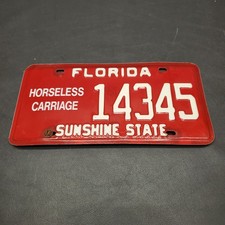 FLORIDA
HORSELESS
CARRIAGE
14345
SUNSHINE STATE